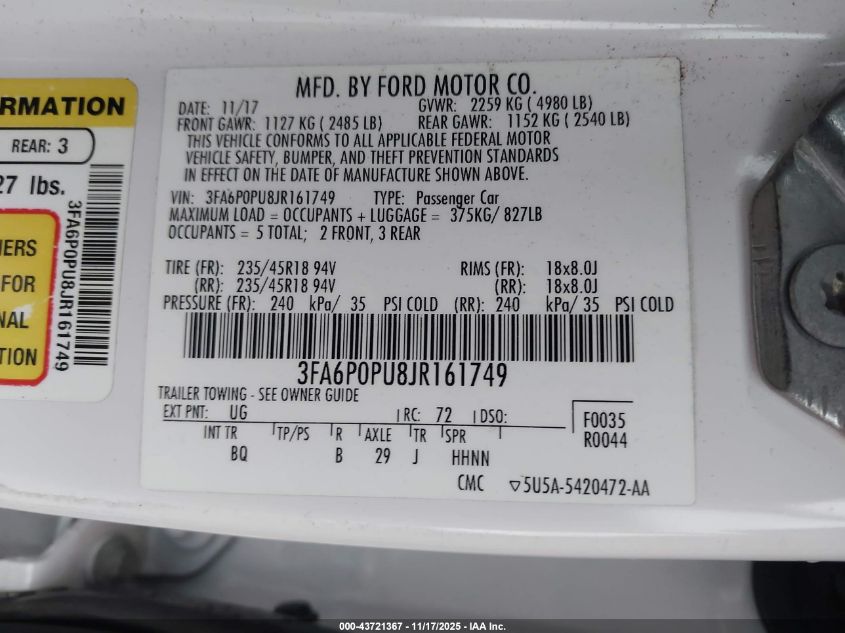 RMATION
REAR: 3
27 lbs.
IERS
FOR
NAL
TION
3FA6P0PU8JR161749
MFD. BY FORD MOTOR CO.
DATE: 11/17 GVWR: 2259 KG ( 4980 LB)
FRONT GAWR: 1127 KG ( 2485 LB) REAR GAWR: 1152 KG ( 2540 LB)
THIS VEHICLE CONFORMS TO ALL APPLICABLE FEDERAL MOTOR
VEHICLE SAFETY, BUMPER, AND THEFT PREVENTION STANDARDS
IN EFFECT ON THE DATE OF MANUFACTURE SHOWN ABOVE.
VIN: 3FA6P0PU8JR161749 TYPE: Passenger Car
MAXIMUM LOAD = OCCUPANTS + LUGGAGE = 375KG/ 827LB
OCCUPANTS = 5 TOTAL; 2 FRONT, 3 REAR
TIRE (FR): 235/45R18 94V RIMS (FR): 18x8.0J
(RR): 235/45R18 94V (RR): 18x8.0J
PRESSURE (FR): 240 kPa/ 35 PSI COLD (RR): 240 kPa/ 35 PSI COLD
3FA6P0PU8JR161749
TRAILER TOWING - SEE OWNER GUIDE
EXT PNT: UG RC: 72 DSO: F0035
INT TR TP/PS R AXLE TR SPR R0044
BQ B 29 J HHNN
CMC 5U5A-5420472-AA
000-43721367 - 11/17/2025 - IAA Inc.